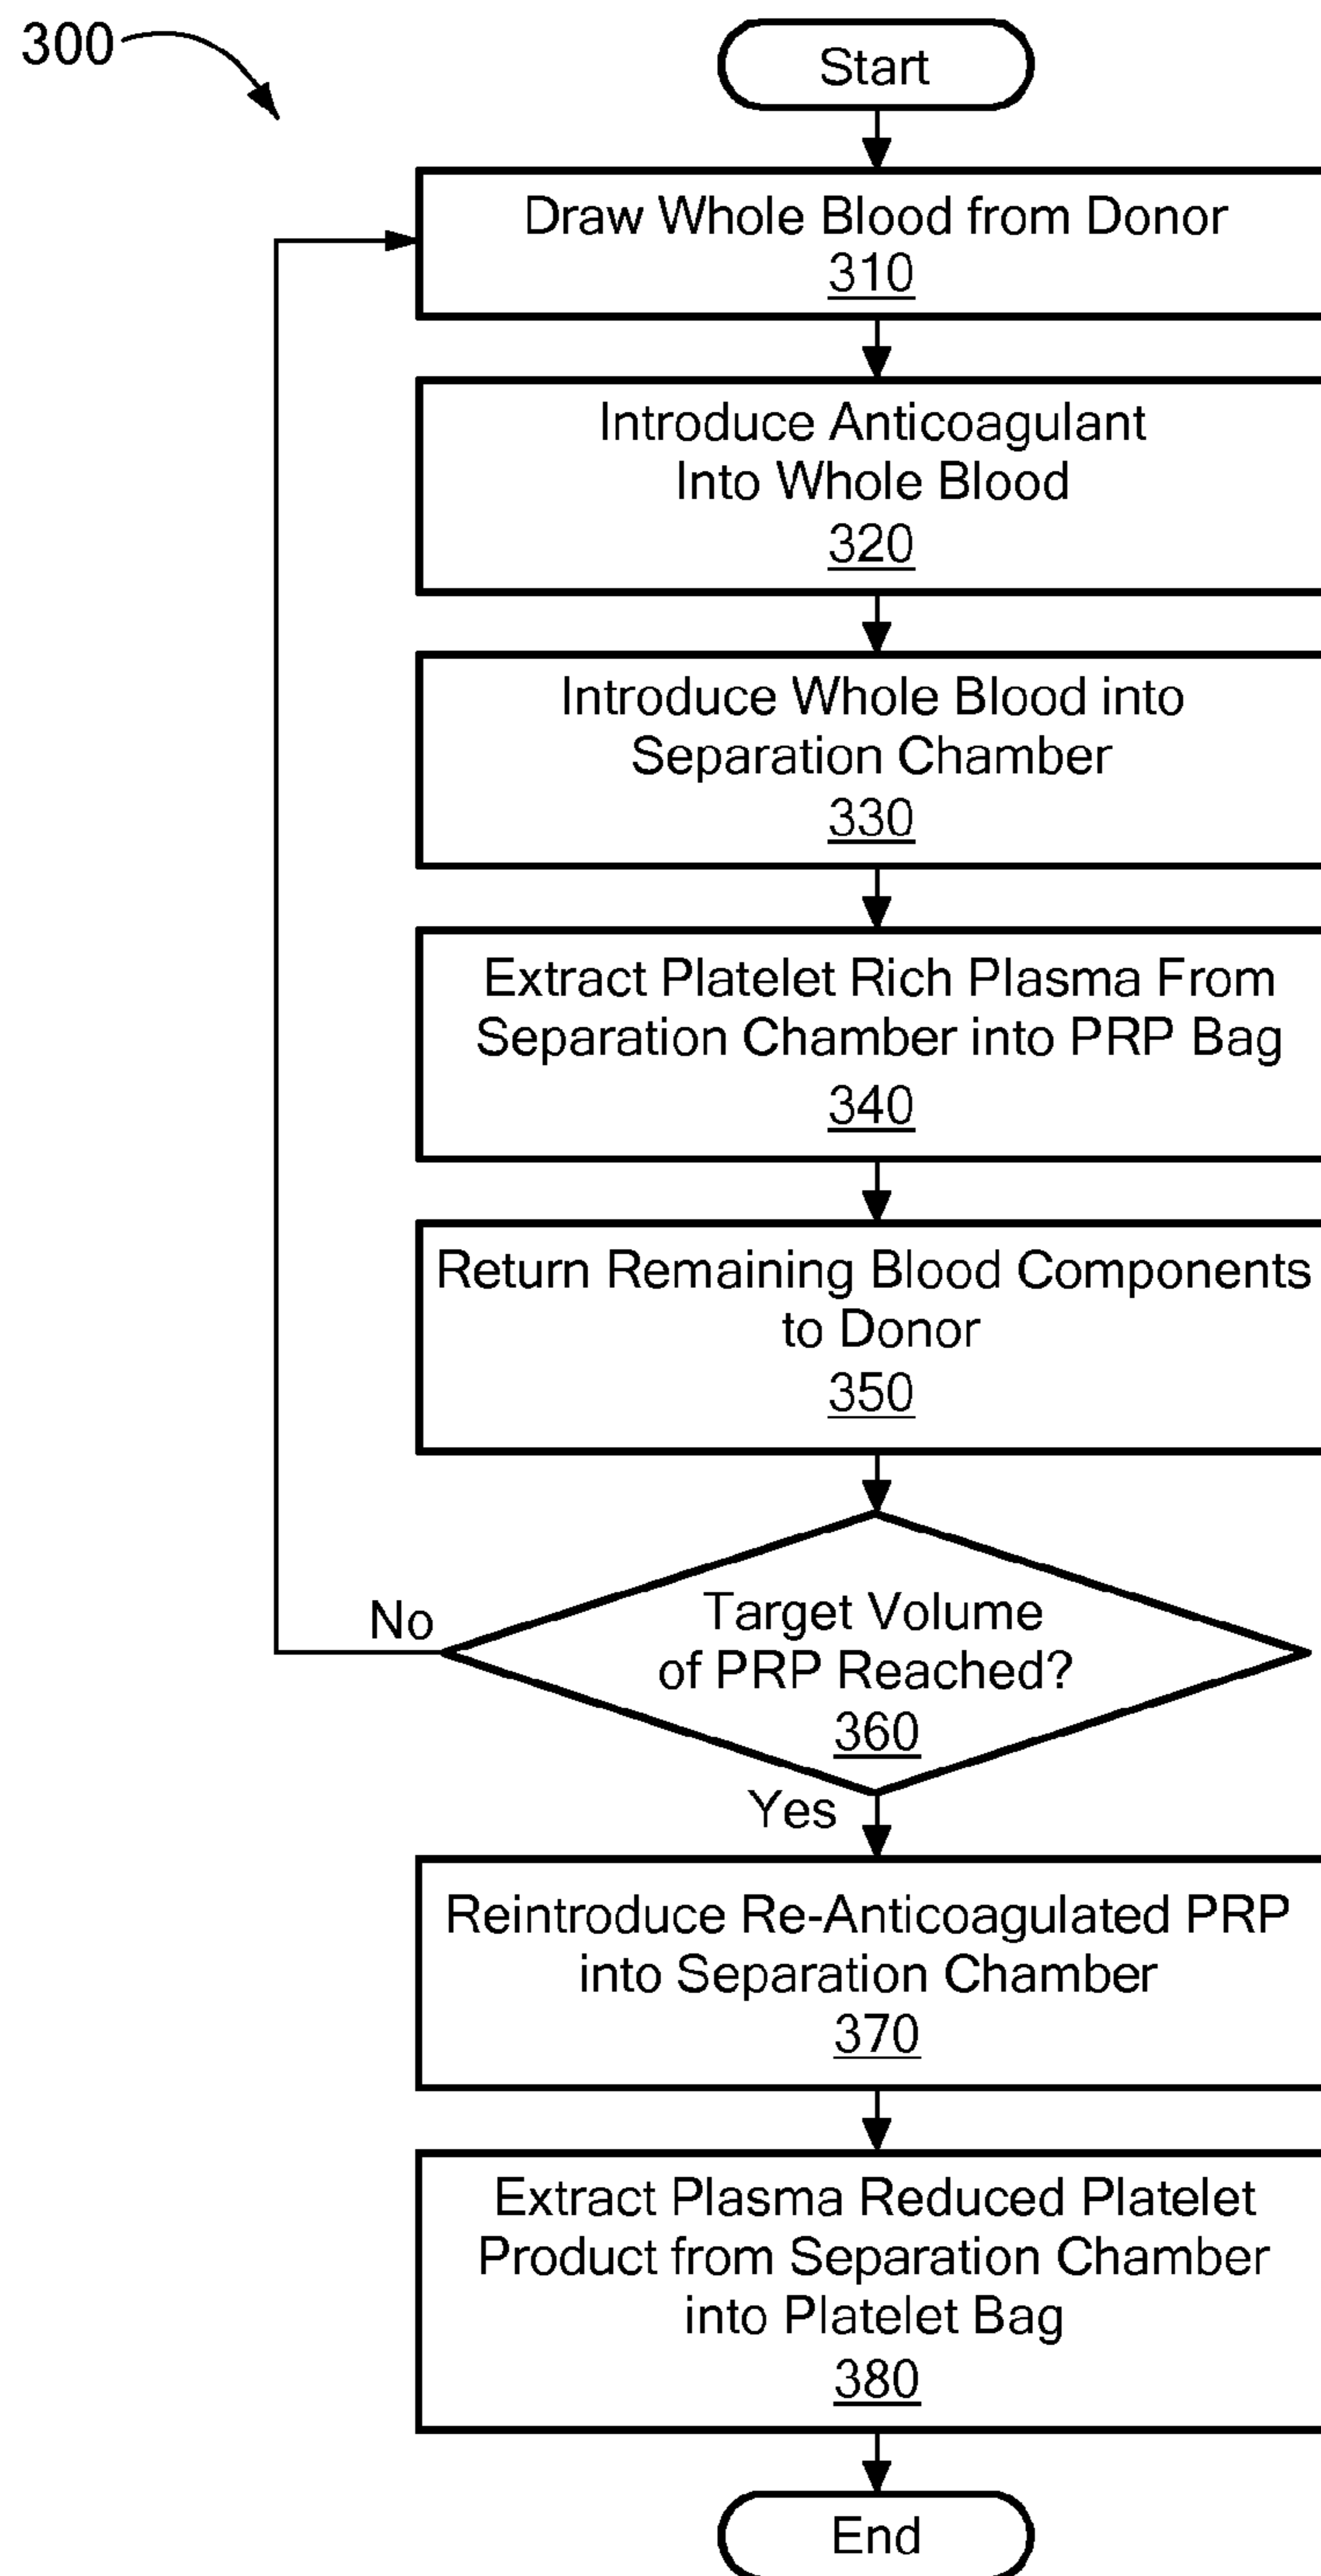 300
Start
Draw Whole Blood from Donor
310
Introduce Anticoagulant
Into Whole Blood
320
Introduce Whole Blood into
Separation Chamber
330
Extract Platelet Rich Plasma From
Separation Chamber into PRP Bag
340
Return Remaining Blood Components
to Donor
350
No
Target Volume
of PRP Reached?
360
Yes
Reintroduce Re-Anticoagulated PRP
into Separation Chamber
370
Extract Plasma Reduced Platelet
Product from Separation Chamber
into Platelet Bag
380
End